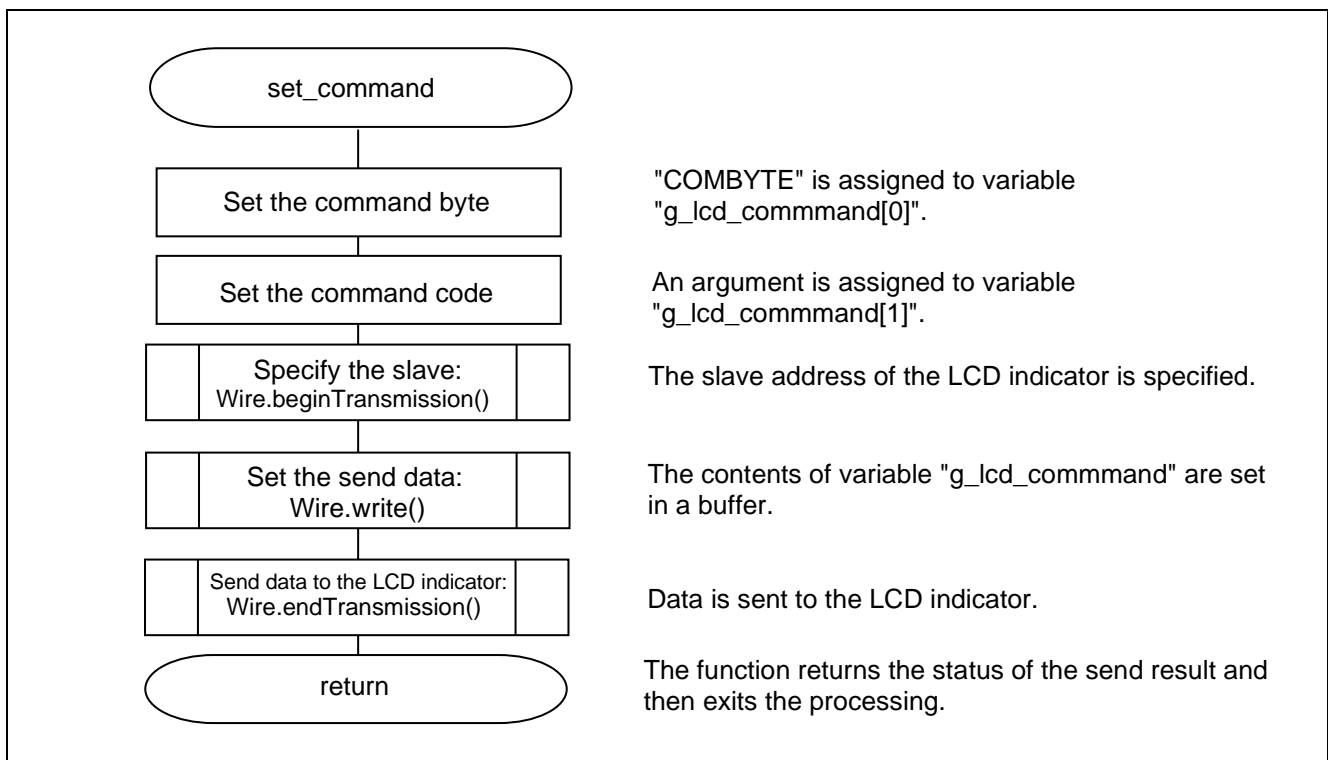 set_command
Set the command byte
"COMBYTE" is assigned to variable
"g_lcd_commmand[0]".
Set the command code
An argument is assigned to variable
"g_lcd_commmand[1]".
Specify the slave:
Wire.beginTransmission()
The slave address of the LCD indicator is specified.
Set the send data:
Wire.write()
The contents of variable "g_lcd_commmand" are set
in a buffer.
Send data to the LCD indicator:
Wire.endTransmission()
Data is sent to the LCD indicator.
return
The function returns the status of the send result and
then exits the processing.